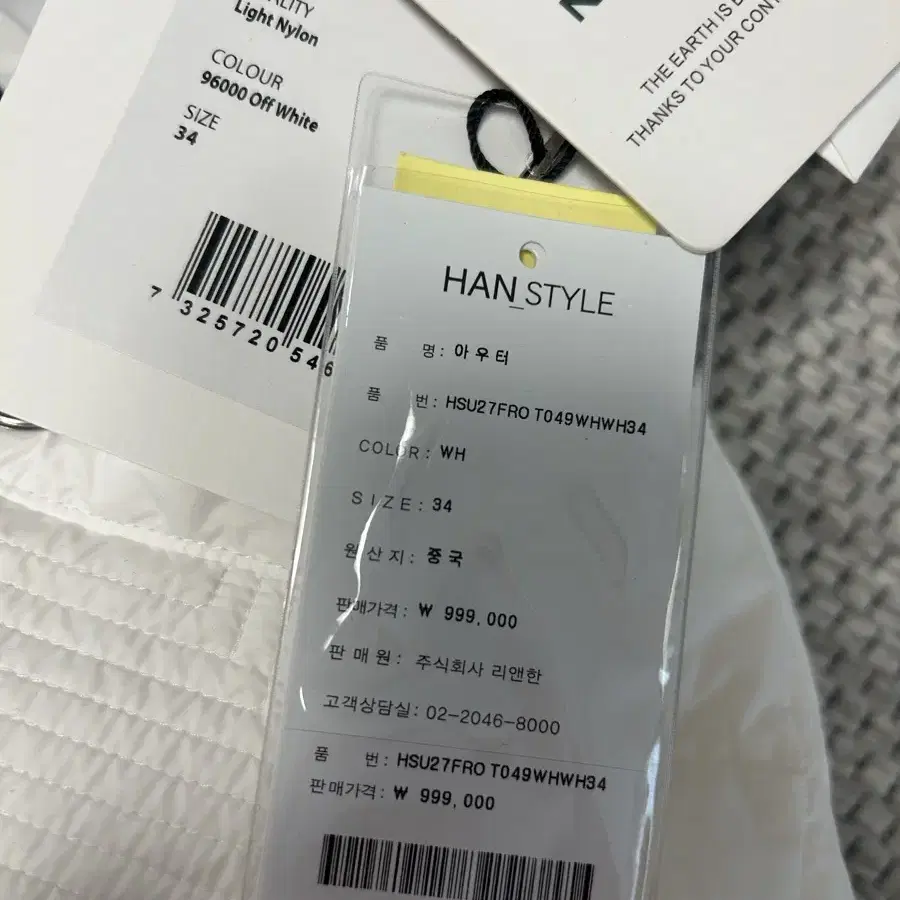 Light Nylon
COLOUR
96000 Off White
SIZE
34
7 325720 546
THE EARTH IS
THANKS TO YOUR
HAN_STYLE
품 명: 아우터
품 번: HSU27FRO T049WHWH34
COLOR: WH
SIZE: 34
원산지: 중국
판매가격: ₩ 999,000
판매원: 주식회사 리앤한
고객상담실: 02-2046-8000
품 번: HSU27FRO T049WHWH34
판매가격: ₩ 999,000